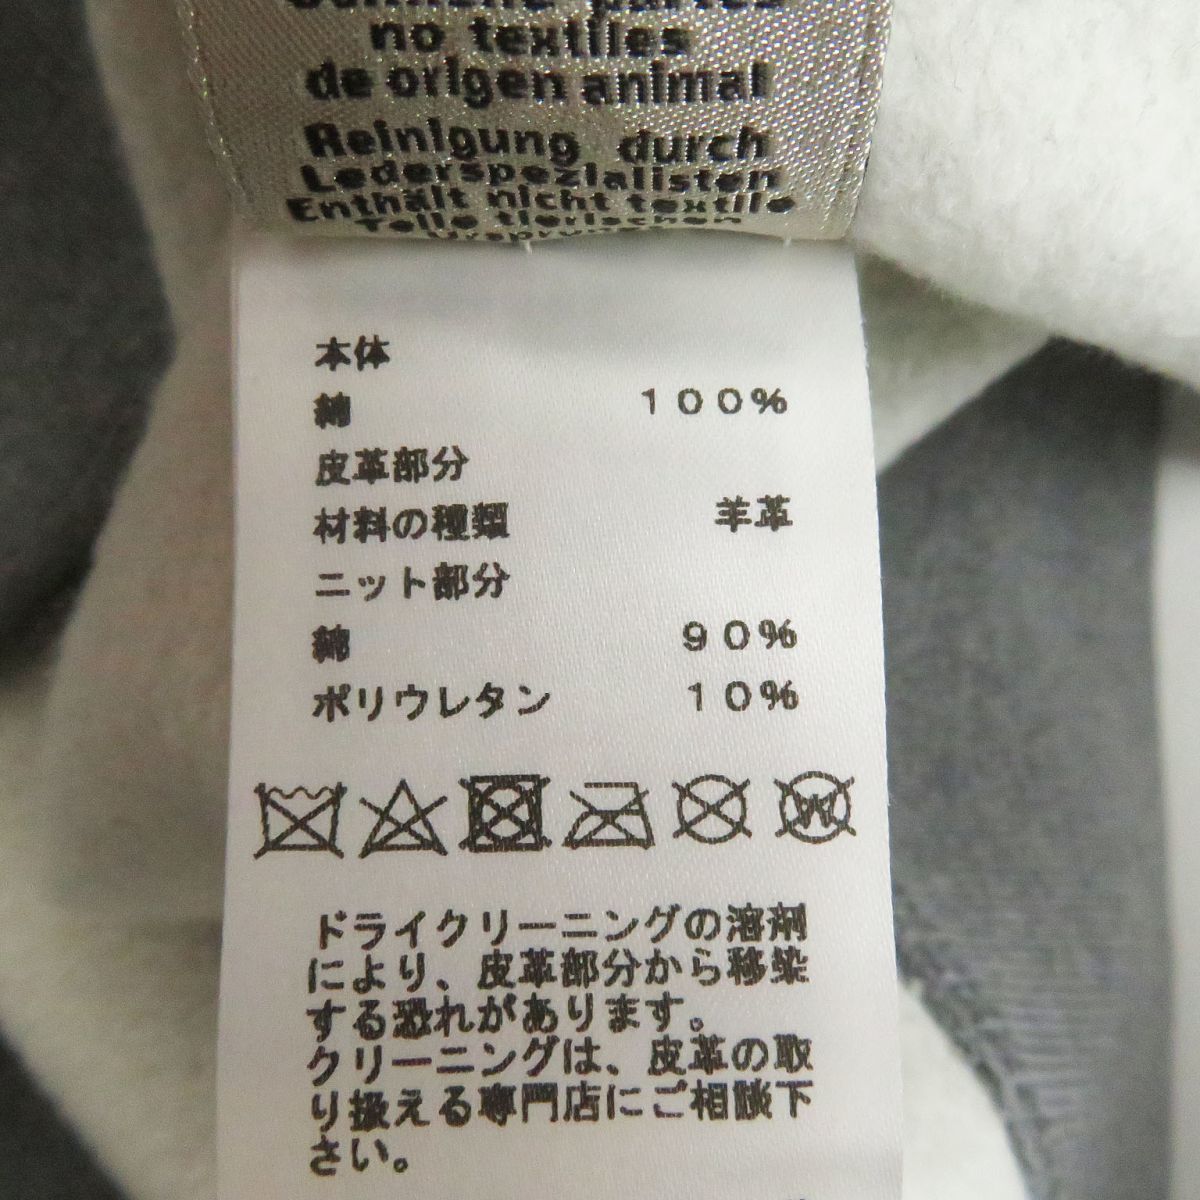 no textiles
de origen animal
Reinigung durch
Lederspezialisten
Enthält nicht textile
Teile tierischen
本体
綿 100%
皮革部分
材料の種類 羊革
ニット部分
綿 90%
ポリウレタン 10%
ドライクリーニングの溶剤
により、皮革部分から移染
する恐れがあります。
クリーニングは、皮革の取
り扱える専門店にご相談下
さい。